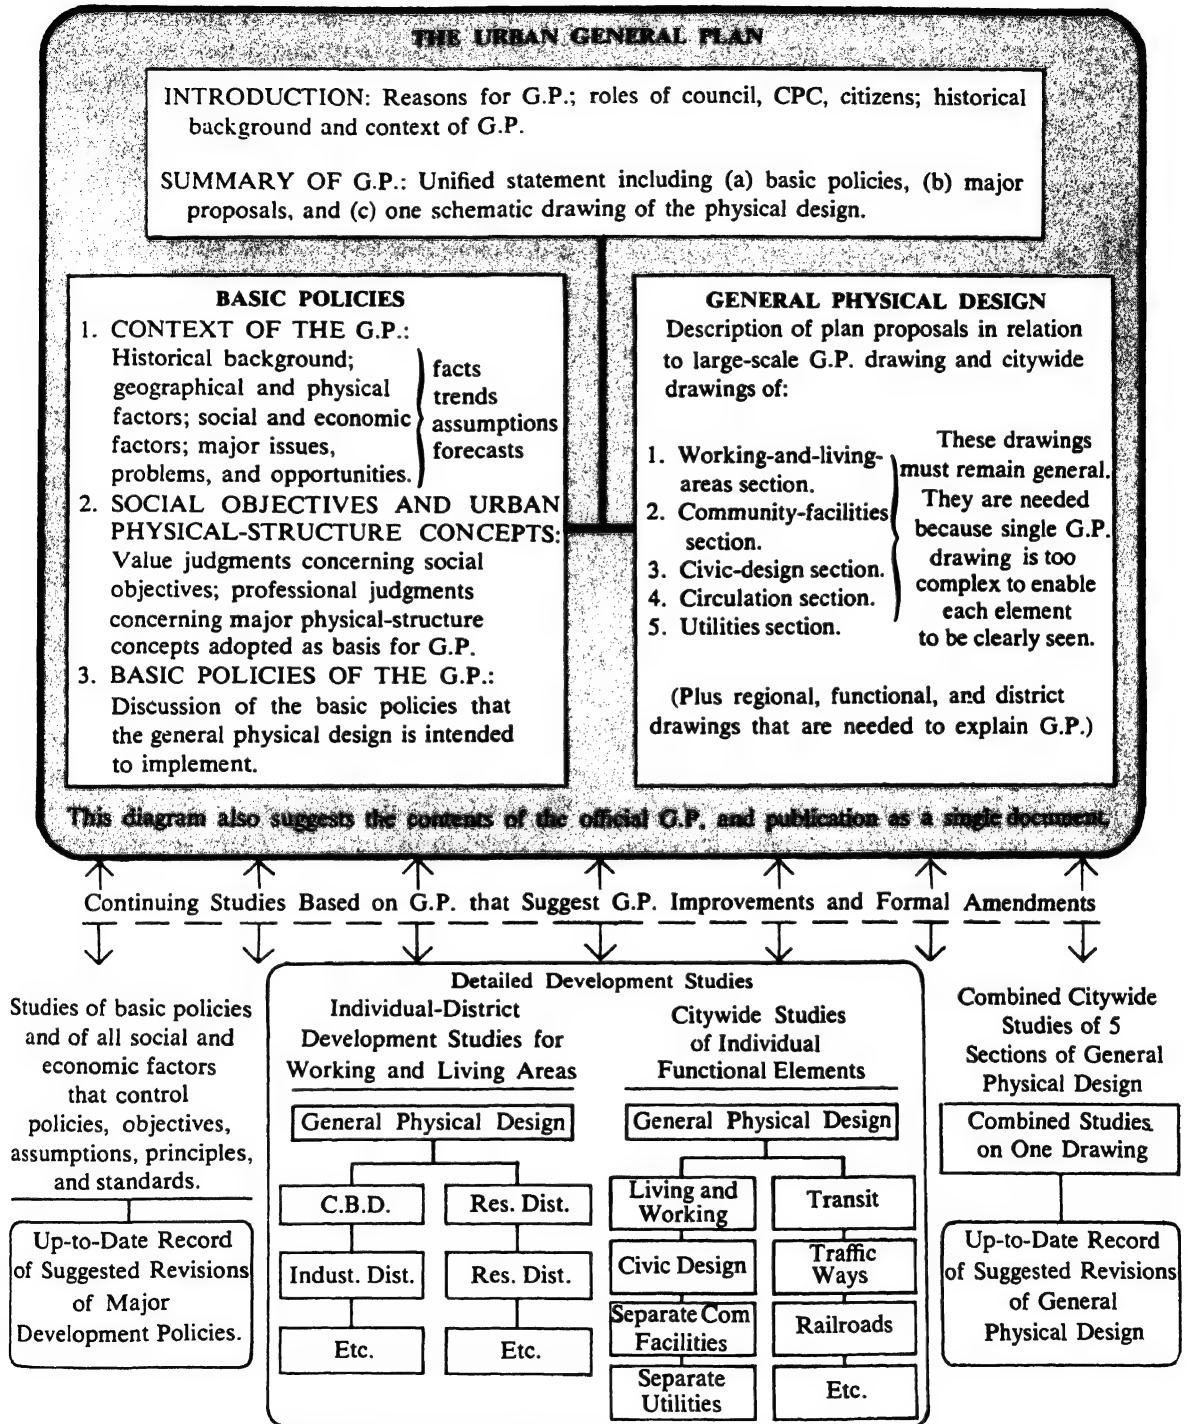 THE URBAN GENERAL PLAN
INTRODUCTION: Reasons for G.P.; roles of council, CPC, citizens; historical
background and context of G.P.
SUMMARY OF G.P.: Unified statement including (a) basic policies, (b) major
proposals, and (c) one schematic drawing of the physical design.
BASIC POLICIES
1. CONTEXT OF THE G.P.:
Historical background;
geographical and physical
factors; social and economic
factors; major issues,
problems, and opportunities.
facts
trends
assumptions
forecasts
2. SOCIAL OBJECTIVES AND URBAN
PHYSICAL-STRUCTURE CONCEPTS:
Value judgments concerning social
objectives; professional judgments
concerning major physical-structure
concepts adopted as basis for G.P.
3. BASIC POLICIES OF THE G.P.:
Discussion of the basic policies that
the general physical design is intended
to implement.
GENERAL PHYSICAL DESIGN
Description of plan proposals in relation
to large-scale G.P. drawing and citywide
drawings of:
1. Working-and-living-
areas section.
2. Community-facilities
section.
3. Civic-design section.
4. Circulation section.
5. Utilities section.
These drawings
must remain general.
They are needed
because single G.P.
drawing is too
complex to enable
each element
to be clearly seen.
(Plus regional, functional, and district
drawings that are needed to explain G.P.)
This diagram also suggests the contents of the official G.P. and publication as a single document.
Continuing Studies Based on G.P. that Suggest G.P. Improvements and Formal Amendments
Studies of basic policies
and of all social and
economic factors
that control
policies, objectives,
assumptions, principles,
and standards.
Up-to-Date Record
of Suggested Revisions
of Major
Development Policies.
Detailed Development Studies
Individual-District
Development Studies for
Working and Living Areas
General Physical Design
C.B.D.
Indust. Dist.
Etc.
Res. Dist.
Res. Dist.
Etc.
Citywide Studies
of Individual
Functional Elements
General Physical Design
Living and
Working
Civic Design
Separate Com
Facilities
Separate
Utilities
Transit
Traffic
Ways
Railroads
Etc.
Combined Citywide
Studies of 5
Sections of General
Physical Design
Combined Studies
on One Drawing
Up-to-Date Record
of Suggested Revisions
of General
Physical Design